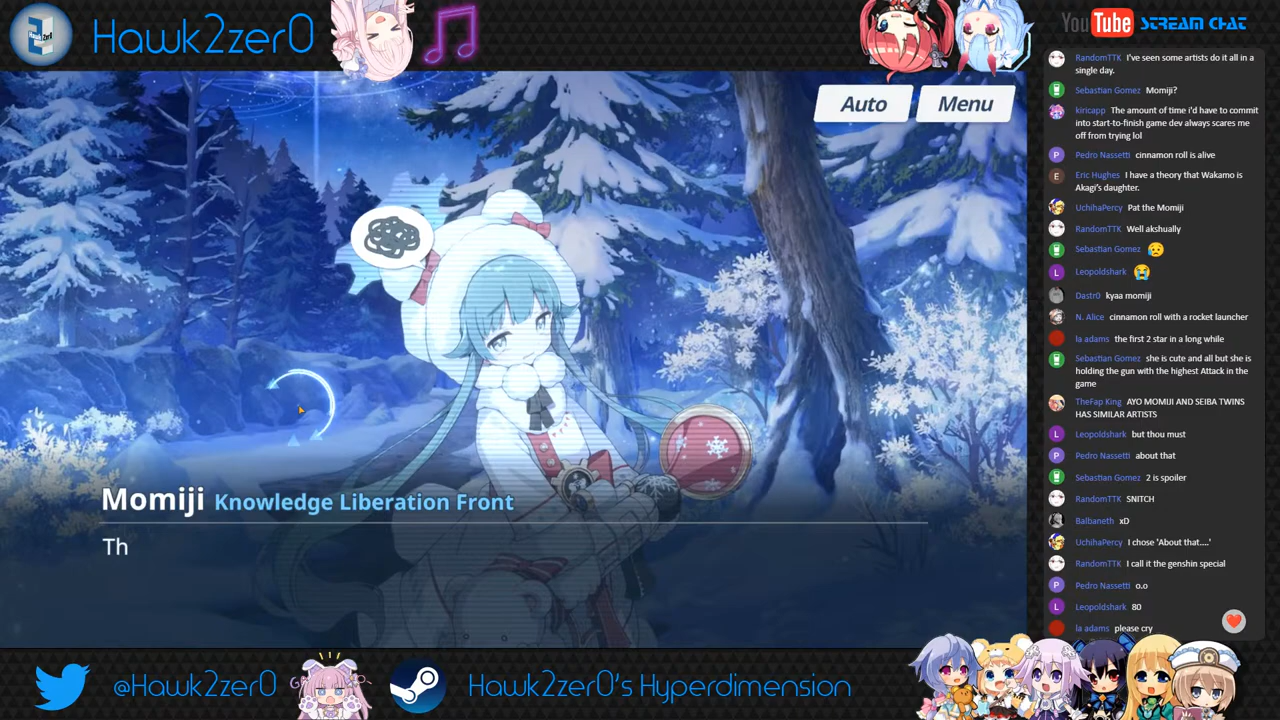 Hawk2zer0
YouTube STREAM CHAT
Auto
Menu
RandomTTK I've seen some artists do it all in a
single day.
Sebastian Gomez Momiji?
kiricapp The amount of time i'd have to commit
into start-to-finish game dev always scares me
off from trying lol
Pedro Nassetti cinnamon roll is alive
Eric Hughes I have a theory that Wakamo is
Akagi's daughter.
UchihaPercy Pat the Momiji
RandomTTK Well akshually
Sebastian Gomez 😥
Leopoldshark 😭
Dastr0 kyaa momiji
N. Alice cinnamon roll with a rocket launcher
la adams the first 2 star in a long while
Sebastian Gomez she is cute and all but she is
holding the gun with the highest Attack in the
game
TheFap King AYO MOMIJI AND SEIBA TWINS
HAS SIMILAR ARTISTS
Leopoldshark but thou must
Pedro Nassetti about that
Sebastian Gomez 2 is spoiler
RandomTTK SNITCH
Balbaneth xD
UchihaPercy I chose 'About that....'
RandomTTK I call it the genshin special
Pedro Nassetti o.o
Leopoldshark 80
la adams please cry
Momiji Knowledge Liberation Front
Th
@Hawk2zer0
Hawk2zer0's Hyperdimension